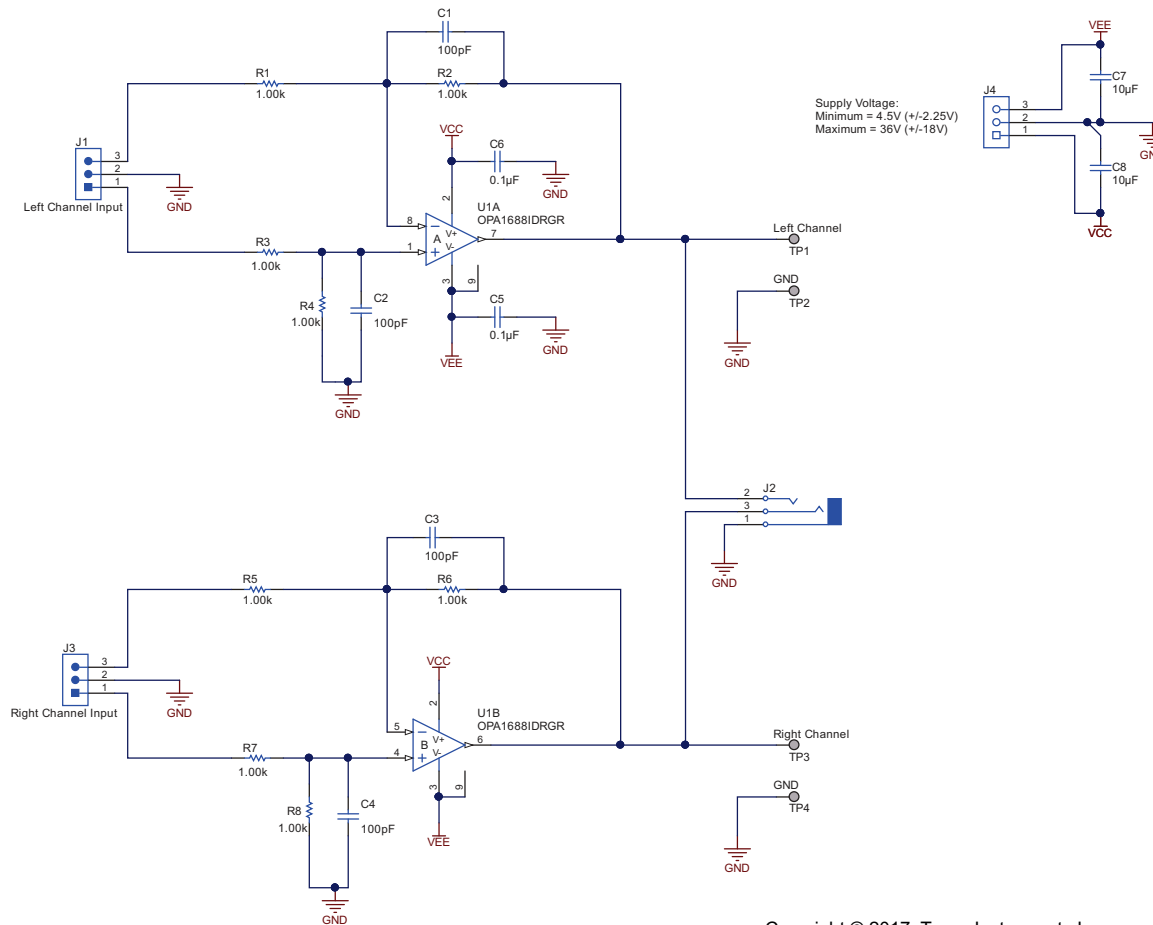 C1
100pF
R1
1.00k
R2
1.00k
J1
3
2
1
Left Channel Input
GND
VCC
C6
0.1µF
GND
2
U1A
OPA1688IDRGR
8
1
A
V+
V-
7
3
9
R3
1.00k
R4
1.00k
C2
100pF
GND
C5
0.1µF
GND
VEE
Left Channel
TP1
GND
TP2
GND
Supply Voltage:
Minimum = 4.5V (+/-2.25V)
Maximum = 36V (+/-18V)
J4
3
2
1
VEE
C7
10µF
C8
10µF
VCC
J2
2
3
1
GND
C3
100pF
R5
1.00k
R6
1.00k
J3
3
2
1
Right Channel Input
GND
VCC
2
U1B
OPA1688IDRGR
5
4
B
V+
V-
6
3
9
VEE
R7
1.00k
R8
1.00k
C4
100pF
GND
Right Channel
TP3
GND
TP4
GND